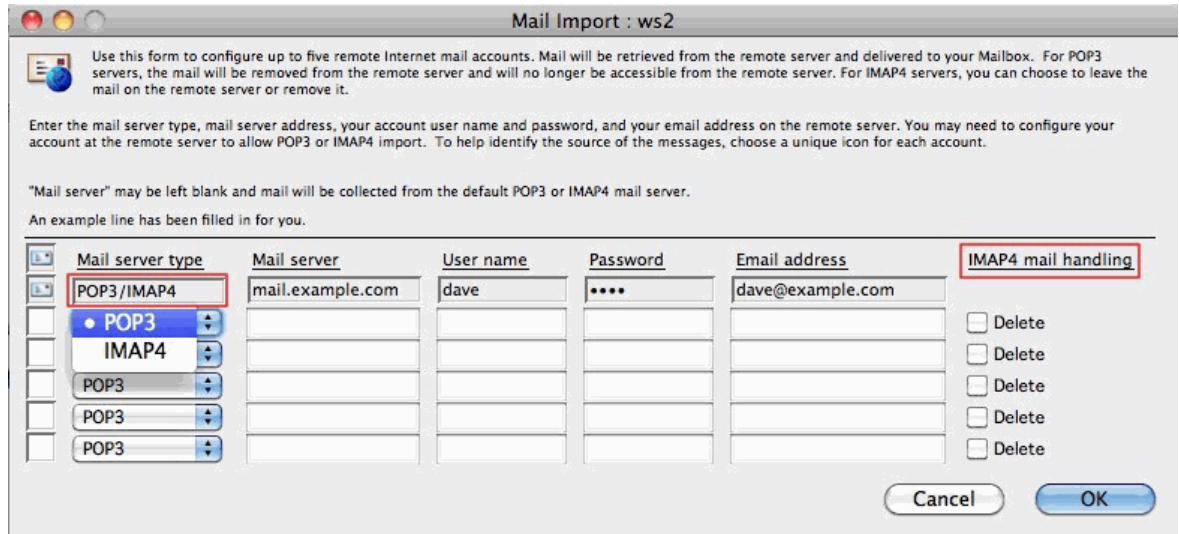 Mail Import : ws2
Use this form to configure up to five remote Internet mail accounts. Mail will be retrieved from the remote server and delivered to your Mailbox. For POP3
servers, the mail will be removed from the remote server and will no longer be accessible from the remote server. For IMAP4 servers, you can choose to leave the
mail on the remote server or remove it.
Enter the mail server type, mail server address, your account user name and password, and your email address on the remote server. You may need to configure your
account at the remote server to allow POP3 or IMAP4 import. To help identify the source of the messages, choose a unique icon for each account.
"Mail server" may be left blank and mail will be collected from the default POP3 or IMAP4 mail server.
An example line has been filled in for you.
Mail server type Mail server User name Password Email address IMAP4 mail handling
POP3/IMAP4 mail.example.com dave •••• dave@example.com
• POP3 Delete
IMAP4 Delete
POP3 Delete
POP3 Delete
POP3 Delete
Cancel OK